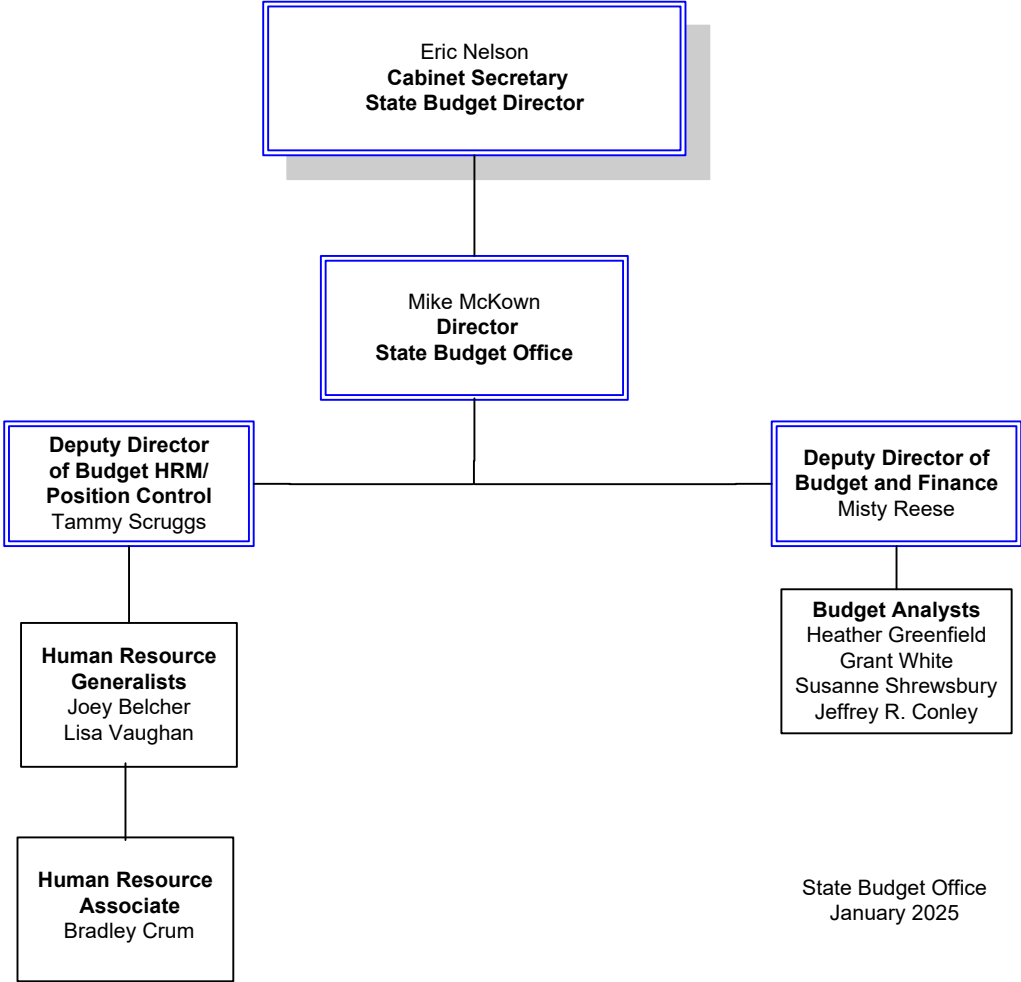 Eric Nelson
Cabinet Secretary
State Budget Director
Mike McKown
Director
State Budget Office
Deputy Director
of Budget HRM/
Position Control
Tammy Scruggs
Deputy Director of
Budget and Finance
Misty Reese
Human Resource
Generalists
Joey Belcher
Lisa Vaughan
Budget Analysts
Heather Greenfield
Grant White
Susanne Shrewsbury
Jeffrey R. Conley
Human Resource
Associate
Bradley Crum
State Budget Office
January 2025